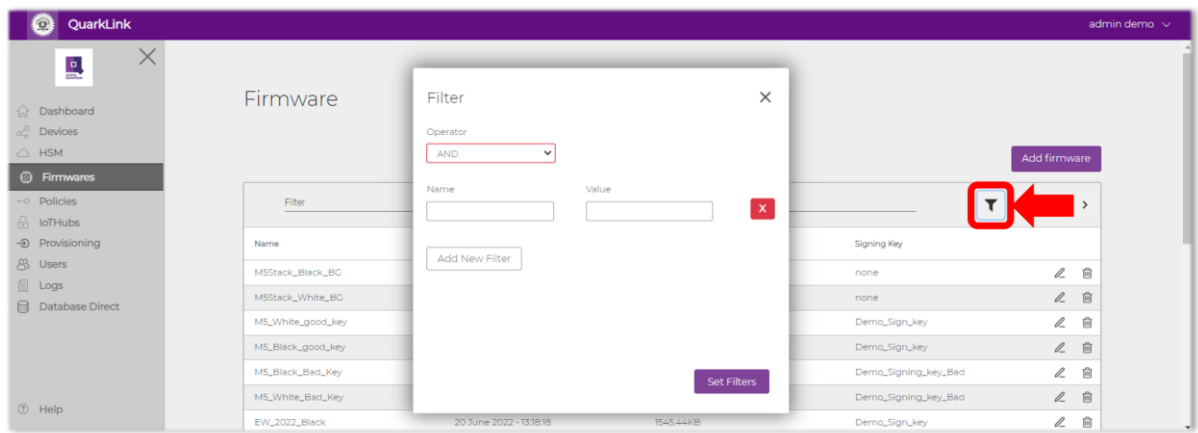 QuarkLink
admin demo
Dashboard
Devices
HSM
Firmwares
Policies
IoTHubs
Provisioning
Users
Logs
Database Direct
Help
Firmware
Add firmware
Filter
Name
Signing Key
M5Stack_Black_BG
none
M5Stack_White_BG
none
M5_White_good_key
Demo_Sign_key
M5_Black_good_key
Demo_Sign_key
M5_Black_Bad_Key
Demo_Signing_key_Bad
M5_White_Bad_Key
Demo_Signing_key_Bad
EW_2022_Black
20 June 2022 - 13:18:18
1545.44KB
Demo_Sign_key
Filter
Operator
AND
Name
Value
X
Add New Filter
Set Filters